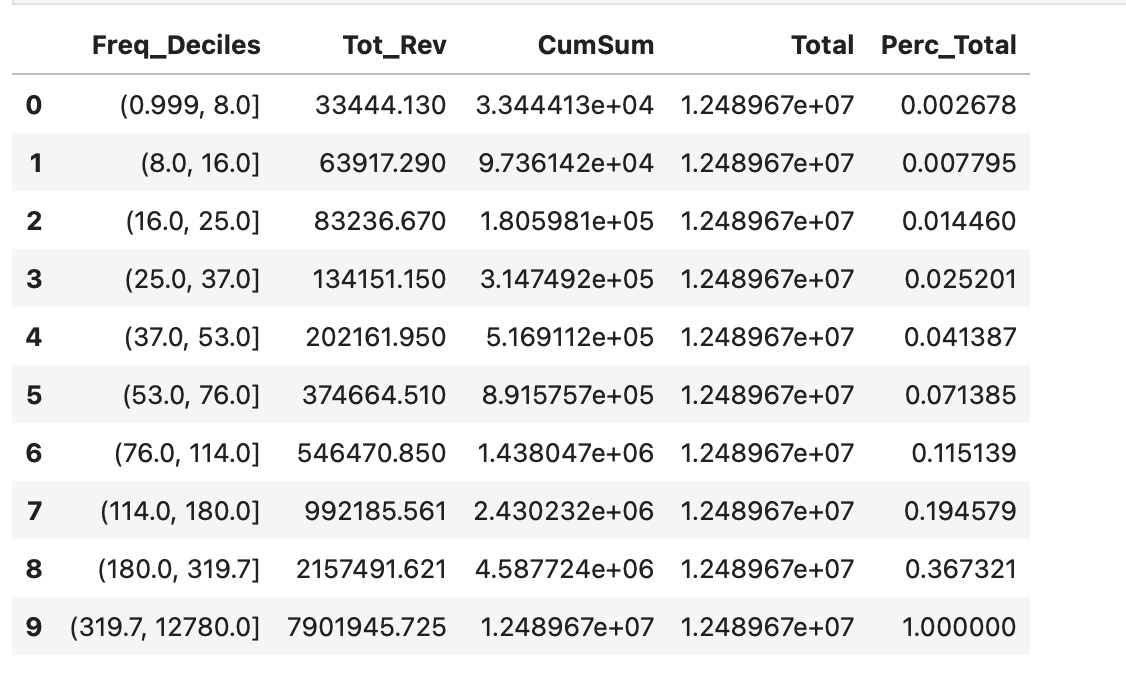 Freq_Deciles Tot_Rev CumSum Total Perc_Total
0 (0.999, 8.0] 33444.130 3.344413e+04 1.248967e+07 0.002678
1 (8.0, 16.0] 63917.290 9.736142e+04 1.248967e+07 0.007795
2 (16.0, 25.0] 83236.670 1.805981e+05 1.248967e+07 0.014460
3 (25.0, 37.0] 134151.150 3.147492e+05 1.248967e+07 0.025201
4 (37.0, 53.0] 202161.950 5.169112e+05 1.248967e+07 0.041387
5 (53.0, 76.0] 374664.510 8.915757e+05 1.248967e+07 0.071385
6 (76.0, 114.0] 546470.850 1.438047e+06 1.248967e+07 0.115139
7 (114.0, 180.0] 992185.561 2.430232e+06 1.248967e+07 0.194579
8 (180.0, 319.7] 2157491.621 4.587724e+06 1.248967e+07 0.367321
9 (319.7, 12780.0] 7901945.725 1.248967e+07 1.248967e+07 1.000000